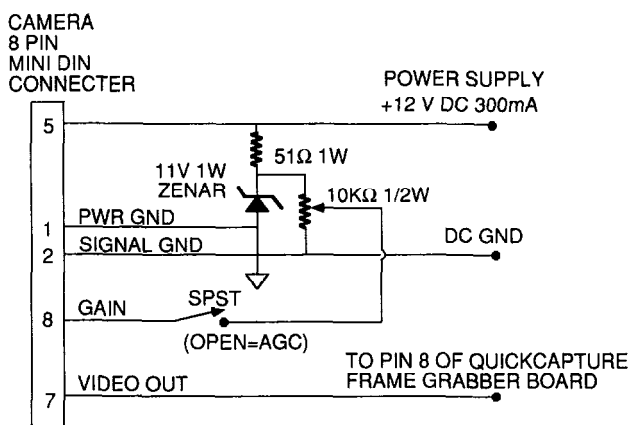 CAMERA
8 PIN
MINI DIN
CONNECTER
POWER SUPPLY
+12 V DC 300mA
5
51Ω 1W
11V 1W
ZENAR
10KΩ 1/2W
1 PWR GND
2 SIGNAL GND
DC GND
8 GAIN
SPST
(OPEN=AGC)
TO PIN 8 OF QUICKCAPTURE
FRAME GRABBER BOARD
7 VIDEO OUT